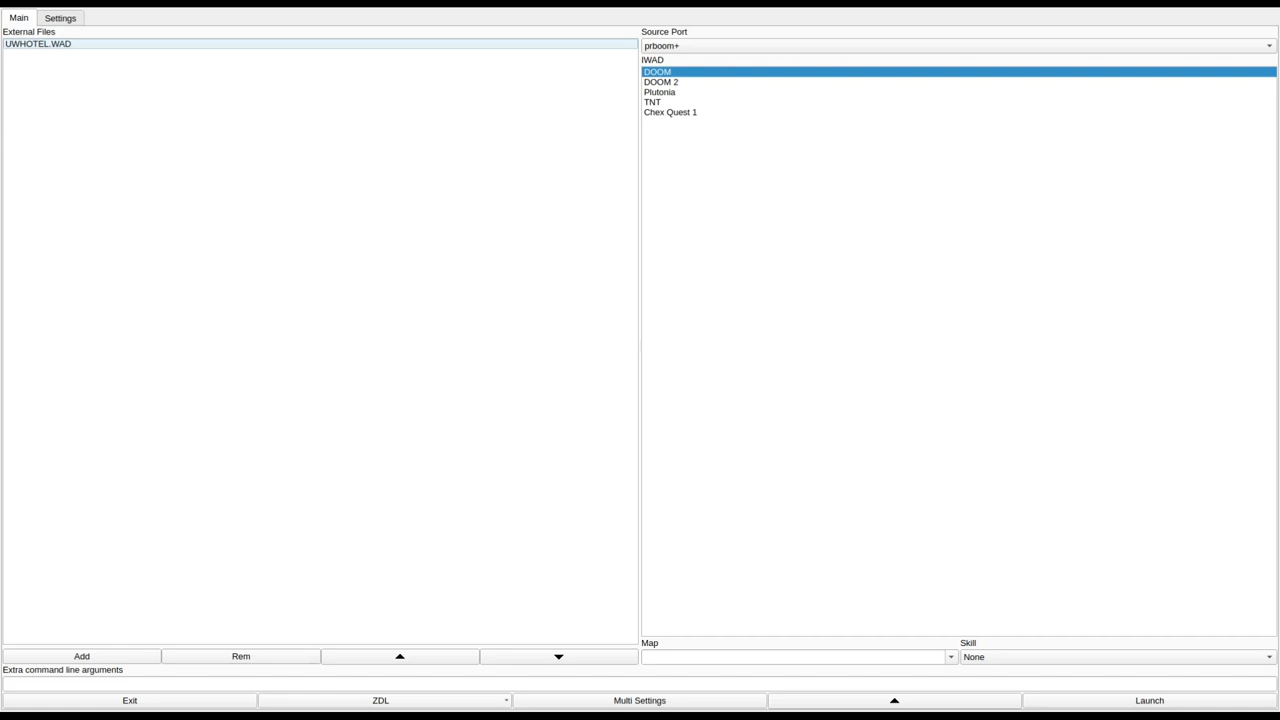 Main
Settings
External Files
UWHOTEL.WAD
Source Port
prboom+
IWAD
DOOM
DOOM 2
Plutonia
TNT
Chex Quest 1
Add
Rem
Map
Skill
None
Extra command line arguments
Exit
ZDL
Multi Settings
Launch